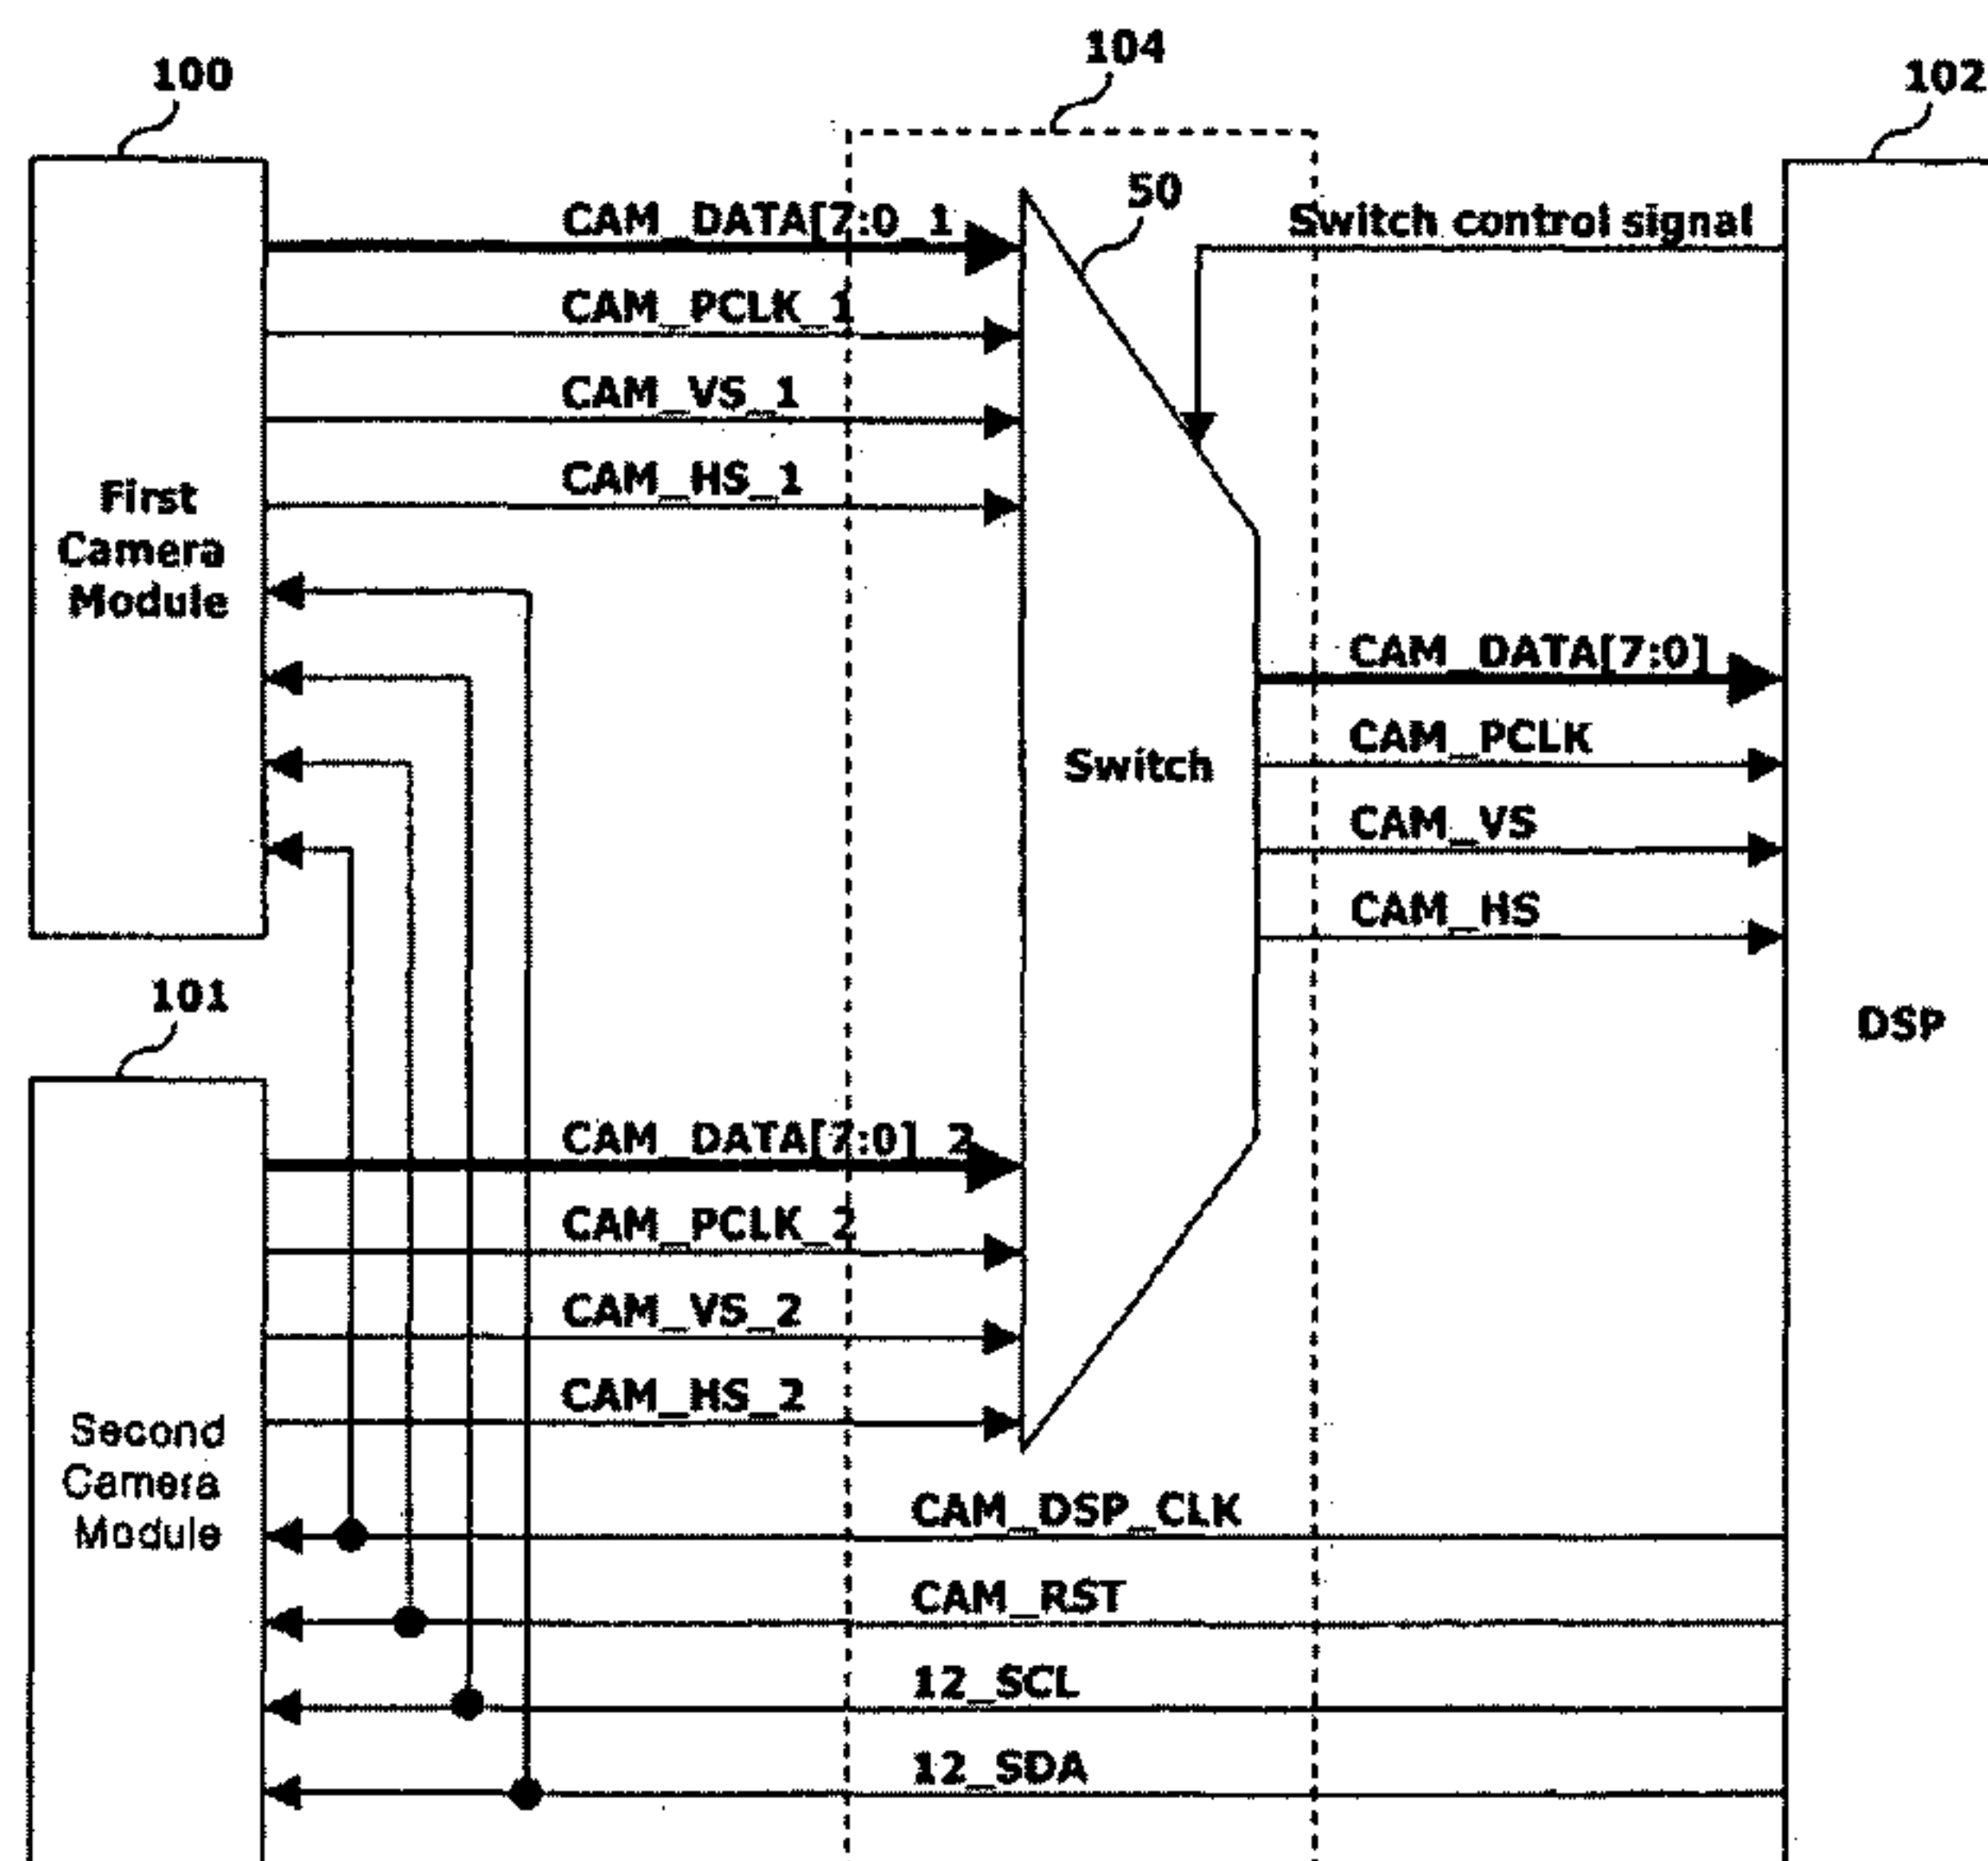 104
100
102
50
CAM_DATA[7:0_1
Switch control signal
CAM_PCLK_1
CAM_VS_1
CAM_HS_1
First
Camera
Module
CAM_DATA[7:0]
CAM_PCLK
Switch
CAM_VS
CAM_HS
101
DSP
CAM_DATA[7:0]_2
CAM_PCLK_2
CAM_VS_2
CAM_HS_2
Second
Camera
Module
CAM_DSP_CLK
CAM_RST
12_SCL
12_SDA